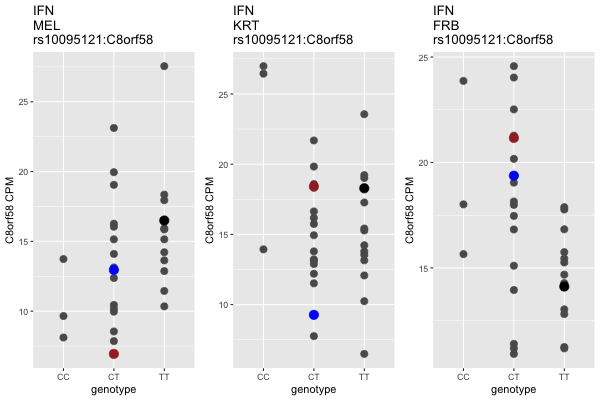 IFN
MEL
rs10095121:C8orf58
C8orf58 CPM
25
20
15
10
CC CT TT
genotype
IFN
KRT
rs10095121:C8orf58
C8orf58 CPM
25
20
15
10
CC CT TT
genotype
IFN
FRB
rs10095121:C8orf58
C8orf58 CPM
25
20
15
CC CT TT
genotype